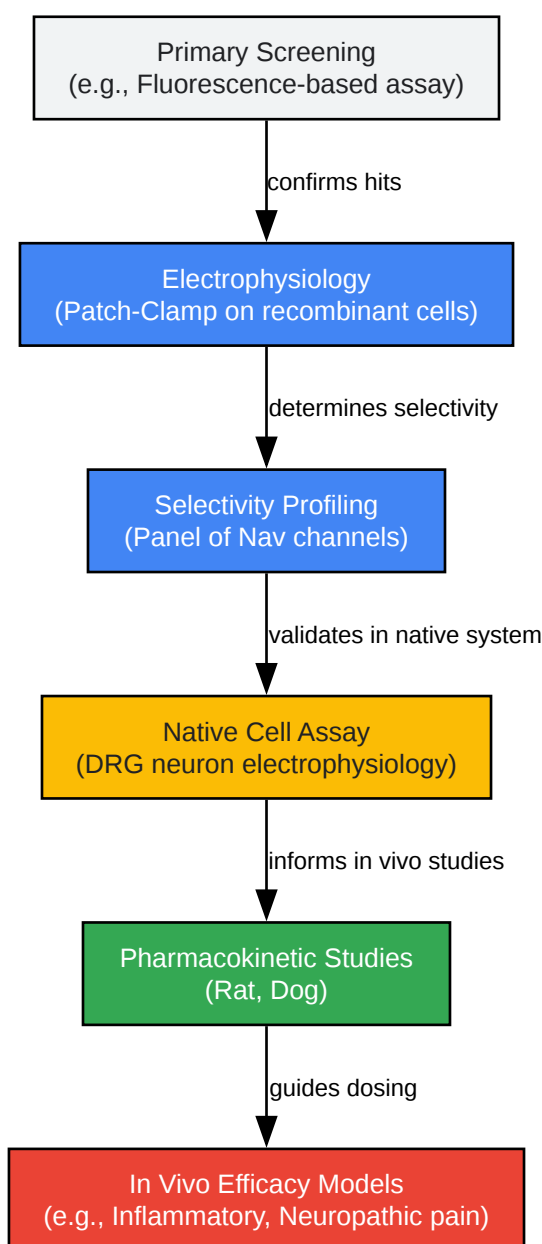 Primary Screening
(e.g., Fluorescence-based assay)
confirms hits
Electrophysiology
(Patch-Clamp on recombinant cells)
determines selectivity
Selectivity Profiling
(Panel of Nav channels)
validates in native system
Native Cell Assay
(DRG neuron electrophysiology)
informs in vivo studies
Pharmacokinetic Studies
(Rat, Dog)
guides dosing
In Vivo Efficacy Models
(e.g., Inflammatory, Neuropathic pain)